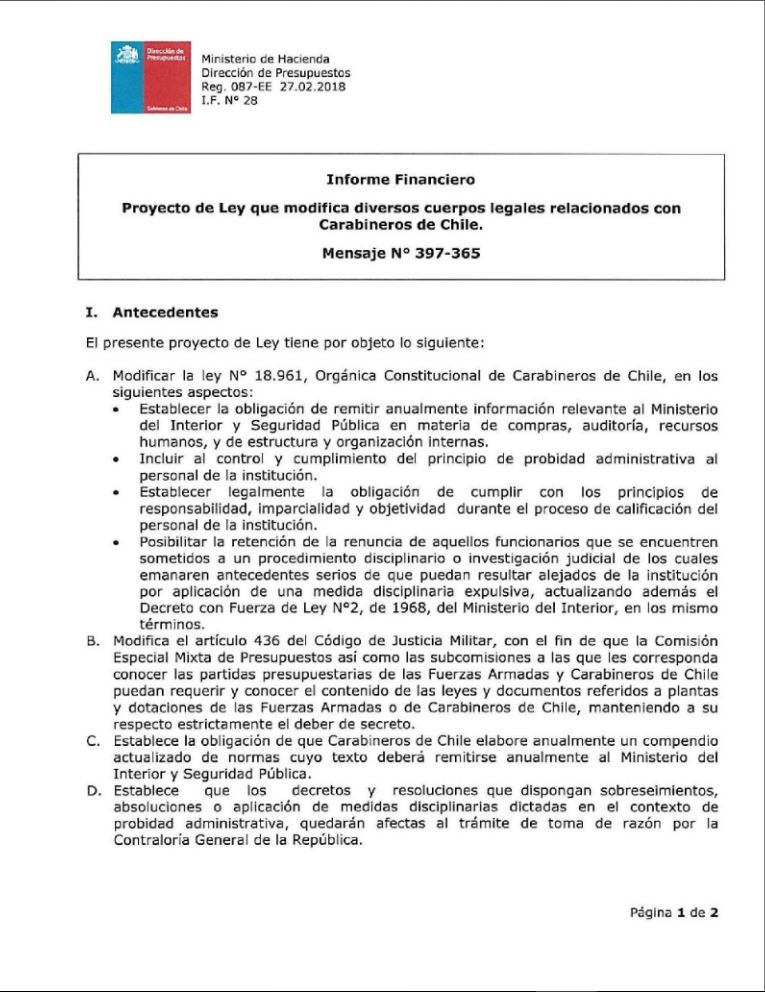 Dirección de
Presupuestos
Gobierno de Chile
Ministerio de Hacienda
Dirección de Presupuestos
Reg. 087-EE 27.02.2018
I.F. N° 28
Informe Financiero
Proyecto de Ley que modifica diversos cuerpos legales relacionados con
Carabineros de Chile.
Mensaje N° 397-365
I. Antecedentes
El presente proyecto de Ley tiene por objeto lo siguiente:
A. Modificar la ley N° 18.961, Orgánica Constitucional de Carabineros de Chile, en los
siguientes aspectos:
• Establecer la obligación de remitir anualmente información relevante al Ministerio
del Interior y Seguridad Pública en materia de compras, auditoría, recursos
humanos, y de estructura y organización internas.
• Incluir al control y cumplimiento del principio de probidad administrativa al
personal de la institución.
• Establecer legalmente la obligación de cumplir con los principios de
responsabilidad, imparcialidad y objetividad durante el proceso de calificación del
personal de la institución.
• Posibilitar la retención de la renuncia de aquellos funcionarios que se encuentren
sometidos a un procedimiento disciplinario o investigación judicial de los cuales
emanaren antecedentes serios de que puedan resultar alejados de la institución
por aplicación de una medida disciplinaria expulsiva, actualizando además el
Decreto con Fuerza de Ley N°2, de 1968, del Ministerio del Interior, en los mismo
términos.
B. Modifica el artículo 436 del Código de Justicia Militar, con el fin de que la Comisión
Especial Mixta de Presupuestos así como las subcomisiones a las que les corresponda
conocer las partidas presupuestarias de las Fuerzas Armadas y Carabineros de Chile
puedan requerir y conocer el contenido de las leyes y documentos referidos a plantas
y dotaciones de las Fuerzas Armadas o de Carabineros de Chile, manteniendo a su
respecto estrictamente el deber de secreto.
C. Establece la obligación de que Carabineros de Chile elabore anualmente un compendio
actualizado de normas cuyo texto deberá remitirse anualmente al Ministerio del
Interior y Seguridad Pública.
D. Establece que los decretos y resoluciones que dispongan sobreseimientos,
absoluciones o aplicación de medidas disciplinarias dictadas en el contexto de
probidad administrativa, quedarán afectas al trámite de toma de razón por la
Contraloría General de la República.
Página 1 de 2